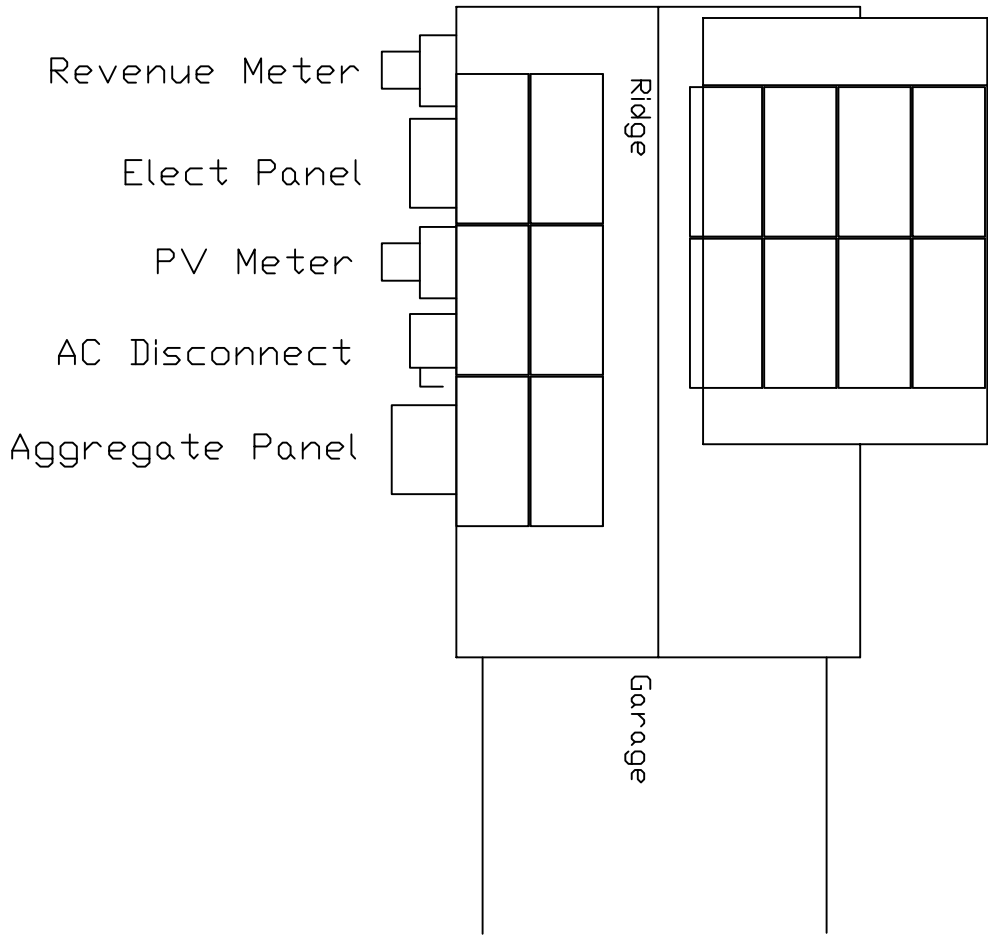 Revenue Meter
Elect Panel
PV Meter
AC Disconnect
Aggregate Panel
Ridge
Garage